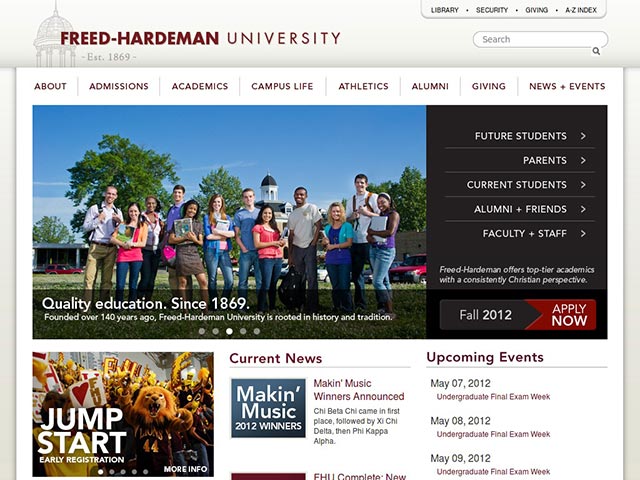 LIBRARY • SECURITY • GIVING • A-Z INDEX
FREED-HARDEMAN UNIVERSITY
- Est. 1869 -
Search
ABOUT ADMISSIONS ACADEMICS CAMPUS LIFE ATHLETICS ALUMNI GIVING NEWS + EVENTS
FUTURE STUDENTS >
PARENTS >
CURRENT STUDENTS >
ALUMNI + FRIENDS >
FACULTY + STAFF >
Freed-Hardeman offers top-tier academics
with a consistently Christian perspective.
Quality education. Since 1869.
Founded over 140 years ago, Freed-Hardeman University is rooted in history and tradition.
Fall 2012
APPLY
NOW
JUMP
START
EARLY REGISTRATION
MORE INFO
Current News
Makin'
Music
2012 WINNERS
Makin' Music
Winners Announced
Chi Beta Chi came in first
place, followed by Xi Chi
Delta, then Phi Kappa
Alpha.
FHU Complete: New
Upcoming Events
May 07, 2012
Undergraduate Final Exam Week
May 08, 2012
Undergraduate Final Exam Week
May 09, 2012
Undergraduate Final Exam Week